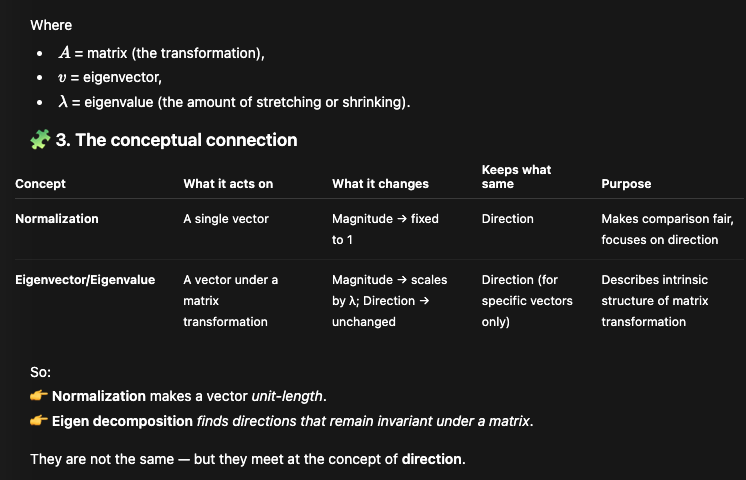 Where
• A = matrix (the transformation),
• v = eigenvector,
• λ = eigenvalue (the amount of stretching or shrinking).
🧩 3. The conceptual connection
Concept What it acts on What it changes Keeps what same Purpose
Normalization A single vector Magnitude → fixed to 1 Direction Makes comparison fair, focuses on direction
Eigenvector/Eigenvalue A vector under a matrix transformation Magnitude → scales by λ; Direction → unchanged Direction (for specific vectors only) Describes intrinsic structure of matrix transformation
So:
👉 Normalization makes a vector unit-length.
👉 Eigen decomposition finds directions that remain invariant under a matrix.
They are not the same — but they meet at the concept of direction.